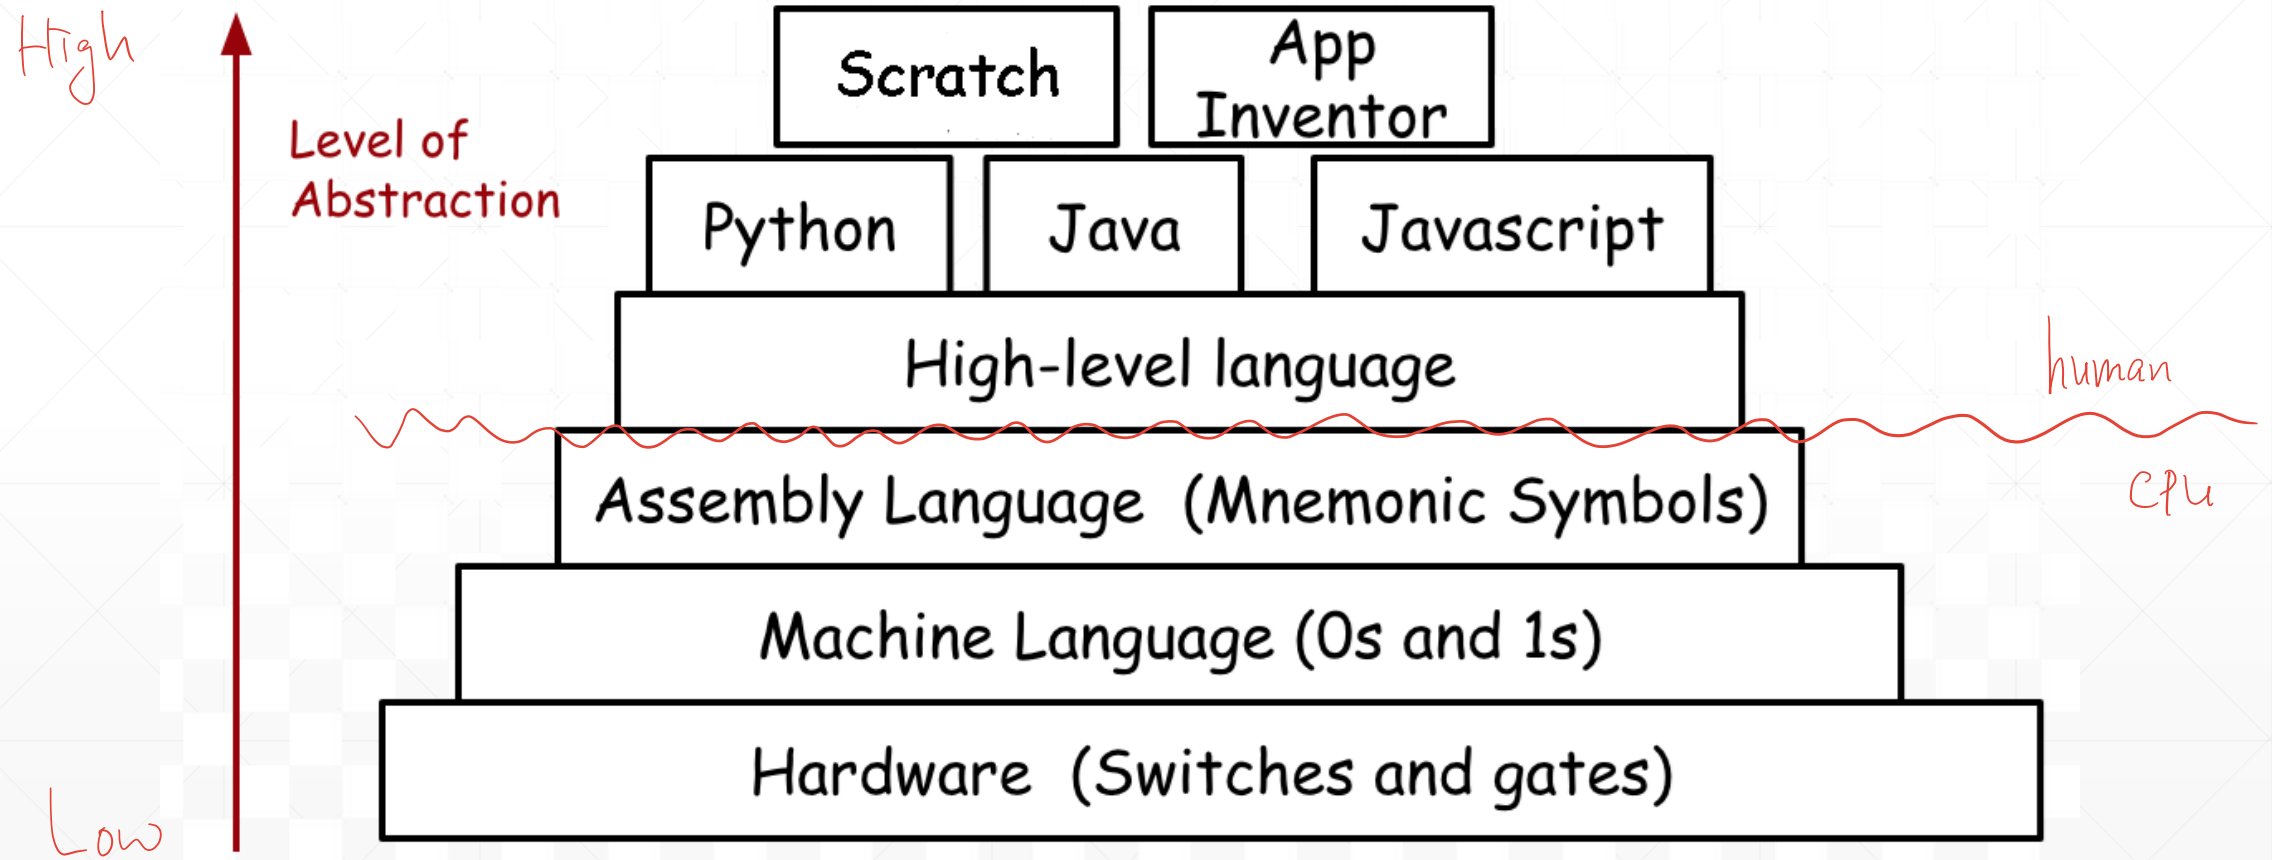 High
Scratch
App
Inventor
Level of
Abstraction
Python
Java
Javascript
High-level language
human
Assembly Language (Mnemonic Symbols)
CPU
Machine Language (0s and 1s)
Hardware (Switches and gates)
Low